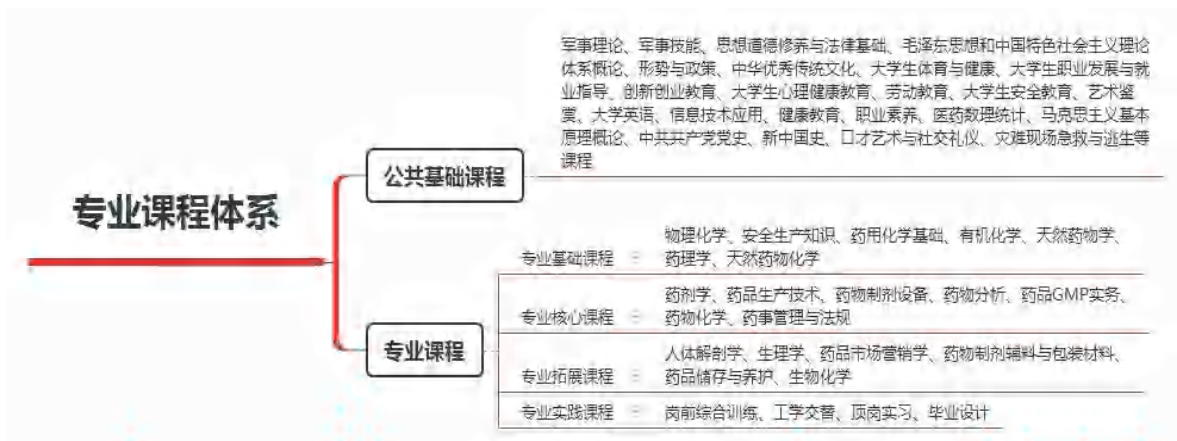 专业课程体系
公共基础课程
军事理论、军事技能、思想道德修养与法律基础、毛泽东思想和中国特色社会主义理论
体系概论、形势与政策、中华优秀传统文化、大学生体育与健康、大学生职业发展与就
业指导、创新创业教育、大学生心理健康教育、劳动教育、大学生安全教育、艺术鉴
赏、大学英语、信息技术应用、健康教育、职业素养、医药数理统计、马克思主义基本
原理概论、中共共产党党史、新中国史、口才艺术与社交礼仪、灾难现场急救与逃生等
课程
专业课程
专业基础课程
物理化学、安全生产知识、药用化学基础、有机化学、天然药物学、
药理学、天然药物化学
专业核心课程
药剂学、药品生产技术、药物制剂设备、药物分析、药品GMP实务、
药物化学、药事管理与法规
专业拓展课程
人体解剖学、生理学、药品市场营销学、药物制剂辅料与包装材料、
药品储存与养护、生物化学
专业实践课程
岗前综合训练、工学交替、顶岗实习、毕业设计